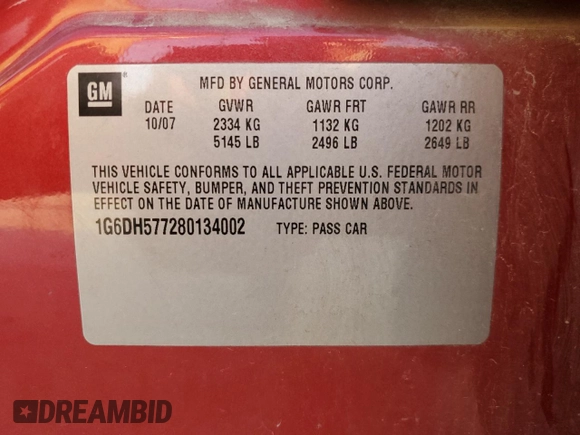 GM
MFD BY GENERAL MOTORS CORP.
DATE GVWR GAWR FRT GAWR RR
10/07 2334 KG 1132 KG 1202 KG
5145 LB 2496 LB 2649 LB
THIS VEHICLE CONFORMS TO ALL APPLICABLE U.S. FEDERAL MOTOR
VEHICLE SAFETY, BUMPER, AND THEFT PREVENTION STANDARDS IN
EFFECT ON THE DATE OF MANUFACTURE SHOWN ABOVE.
1G6DH577280134002 TYPE: PASS CAR
DREAMBID